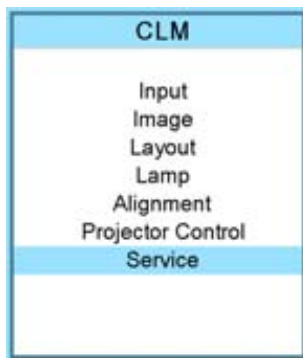 CLM
Input
Image
Layout
Lamp
Alignment
Projector Control
Service